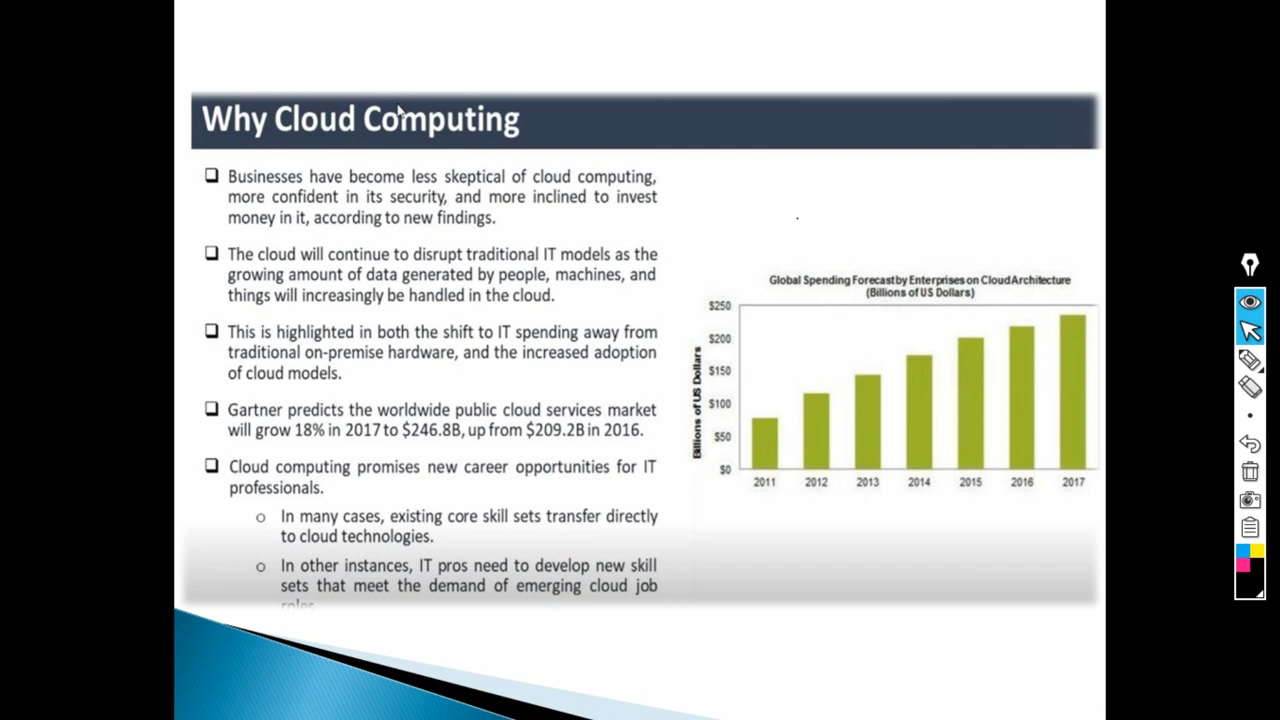 Why Cloud Computing
Businesses have become less skeptical of cloud computing,
more confident in its security, and more inclined to invest
money in it, according to new findings.
The cloud will continue to disrupt traditional IT models as the
growing amount of data generated by people, machines, and
things will increasingly be handled in the cloud.
This is highlighted in both the shift to IT spending away from
traditional on-premise hardware, and the increased adoption
of cloud models.
Gartner predicts the worldwide public cloud services market
will grow 18% in 2017 to $246.8B, up from $209.2B in 2016.
Cloud computing promises new career opportunities for IT
professionals.
o In many cases, existing core skill sets transfer directly
to cloud technologies.
o In other instances, IT pros need to develop new skill
sets that meet the demand of emerging cloud job
roles
Global Spending Forecast by Enterprises on Cloud Architecture
(Billions of US Dollars)
Billions of US Dollars
$250
$200
$150
$100
$50
$0
2011 2012 2013 2014 2015 2016 2017